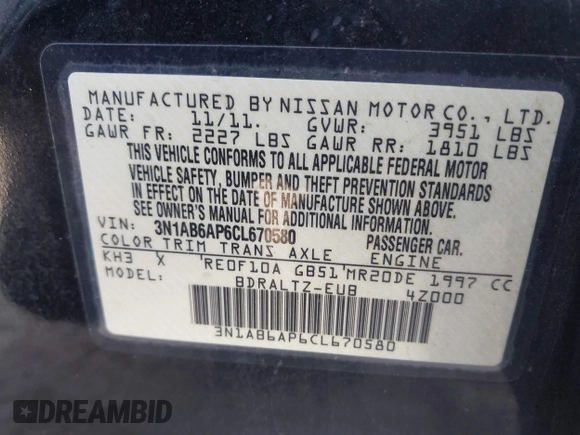 MANUFACTURED BY NISSAN MOTOR CO., LTD.
DATE: 11/11. GVWR: 3951 LBS
GAWR FR: 2227 LBS GAWR RR: 1810 LBS
THIS VEHICLE CONFORMS TO ALL APPLICABLE FEDERAL MOTOR
VEHICLE SAFETY, BUMPER AND THEFT PREVENTION STANDARDS
IN EFFECT ON THE DATE OF MANUFACTURE SHOWN ABOVE.
SEE OWNER'S MANUAL FOR ADDITIONAL INFORMATION.
VIN: 3N1AB6AP6CL670580 PASSENGER CAR.
COLOR TRIM TRANS AXLE ENGINE
KH3 X 'RE0F10A GB51'MR20DE 1997 CC
MODEL: BDRALTZ-EUB 4Z000
3N1AB6AP6CL670580
DREAMBID